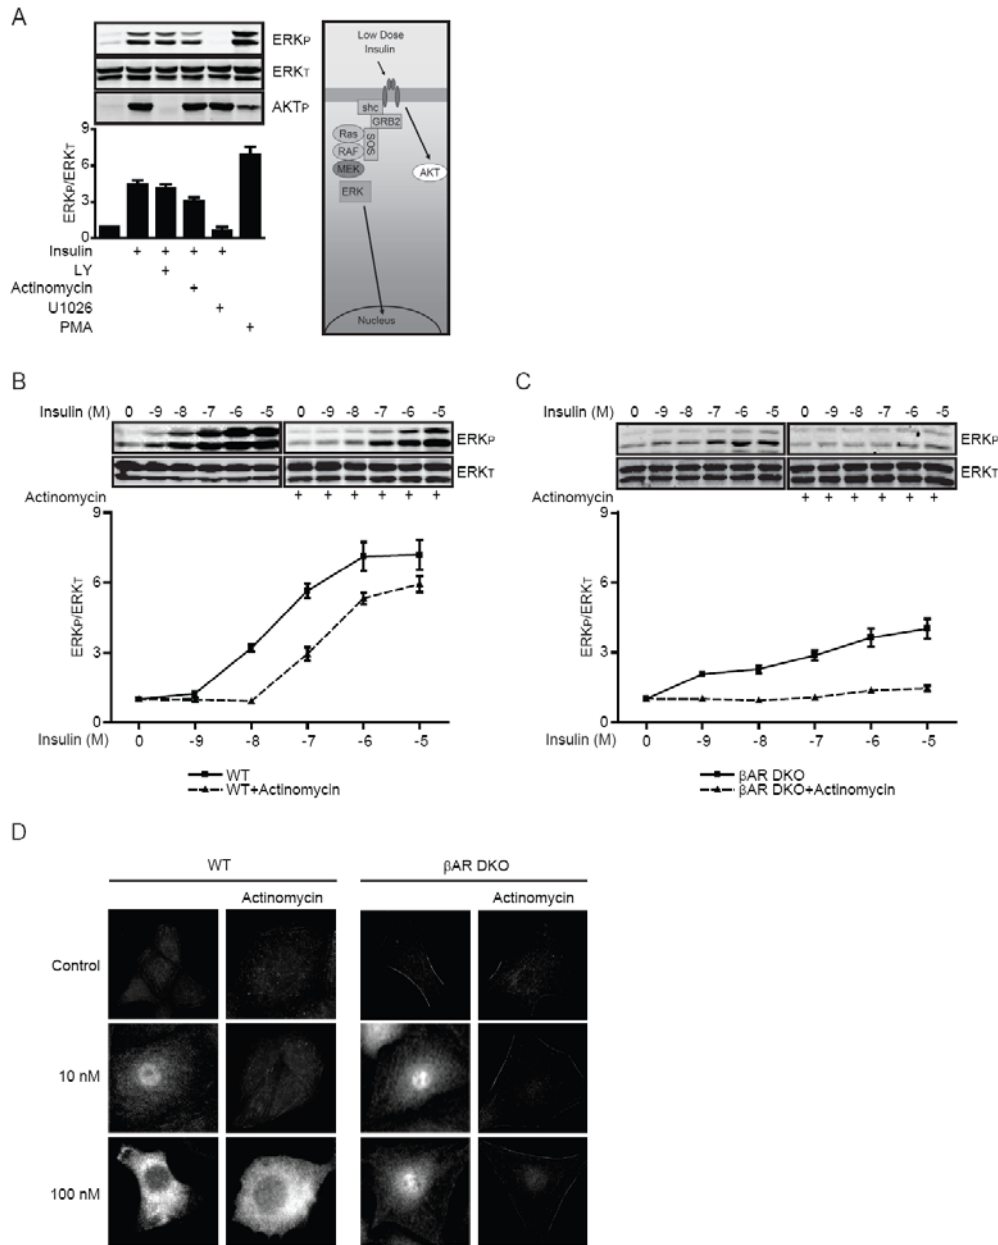 A
ERKP
ERKT
AKTP
ERKP/ERKT
9
6
3
0
Insulin + + + +
LY +
Actinomycin +
U1026 +
PMA +
Low Dose
Insulin
shc
GRB2
Ras
SOS
RAF
MEK
AKT
ERK
Nucleus
B
Insulin (M) 0 -9 -8 -7 -6 -5 0 -9 -8 -7 -6 -5
ERKP
ERKT
Actinomycin + + + + + +
ERKP/ERKT
9
6
3
0
Insulin (M) 0 -9 -8 -7 -6 -5
WT
WT+Actinomycin
C
Insulin (M) 0 -9 -8 -7 -6 -5 0 -9 -8 -7 -6 -5
ERKP
ERKT
Actinomycin + + + + + +
ERKP/ERKT
9
6
3
0
Insulin (M) 0 -9 -8 -7 -6 -5
βAR DKO
βAR DKO+Actinomycin
D
WT βAR DKO
Actinomycin Actinomycin
Control
10 nM
100 nM